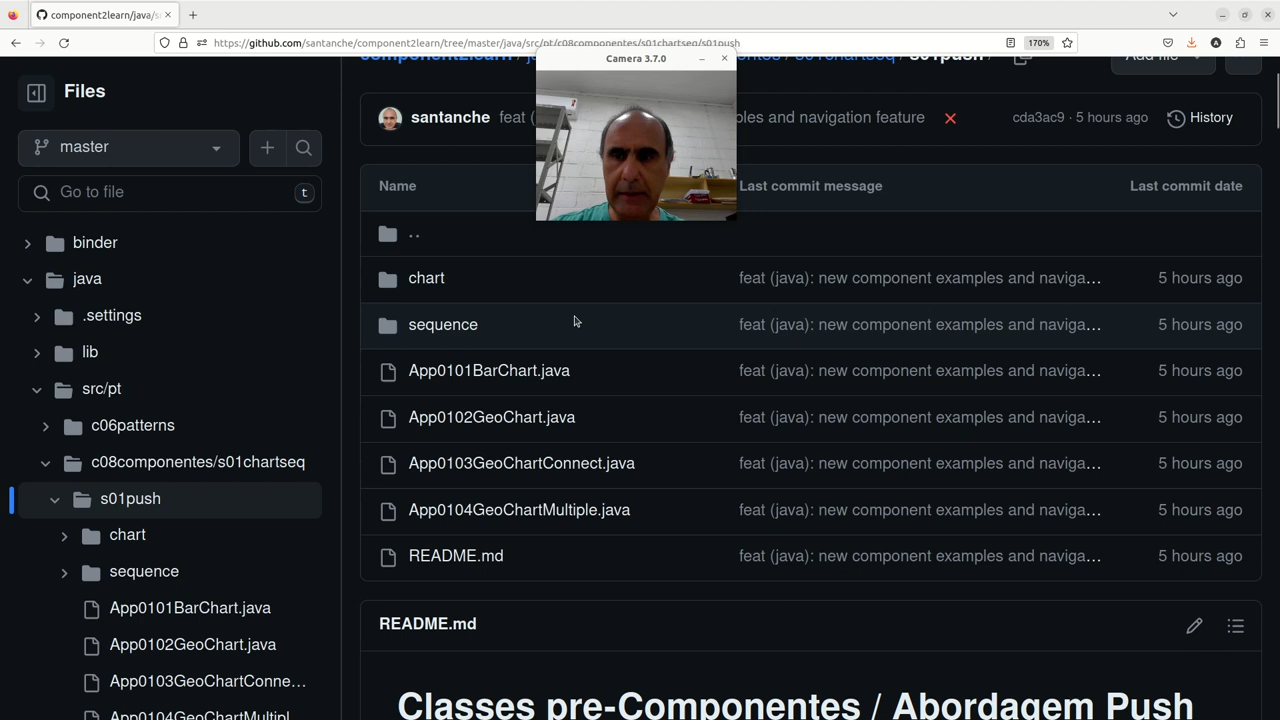 component2learn/java/s
https://github.com/santanche/component2learn/tree/master/java/src/pt/c08componentes/s01chartseq/s01push
170%
Camera 3.7.0
Files
master
Go to file
t
binder
java
.settings
lib
src/pt
c06patterns
c08componentes/s01chartseq
s01push
chart
sequence
App0101BarChart.java
App0102GeoChart.java
App0103GeoChartConne...
App0104GeoChartMultipl
component2learn / s01chartseq / s01push /
Add file
santanche feat ( les and navigation feature
cda3ac9 · 5 hours ago
History
Name Last commit message Last commit date
..
chart feat (java): new component examples and naviga... 5 hours ago
sequence feat (java): new component examples and naviga... 5 hours ago
App0101BarChart.java feat (java): new component examples and naviga... 5 hours ago
App0102GeoChart.java feat (java): new component examples and naviga... 5 hours ago
App0103GeoChartConnect.java feat (java): new component examples and naviga... 5 hours ago
App0104GeoChartMultiple.java feat (java): new component examples and naviga... 5 hours ago
README.md feat (java): new component examples and naviga... 5 hours ago
README.md
Classes pre-Componentes / Abordagem Push